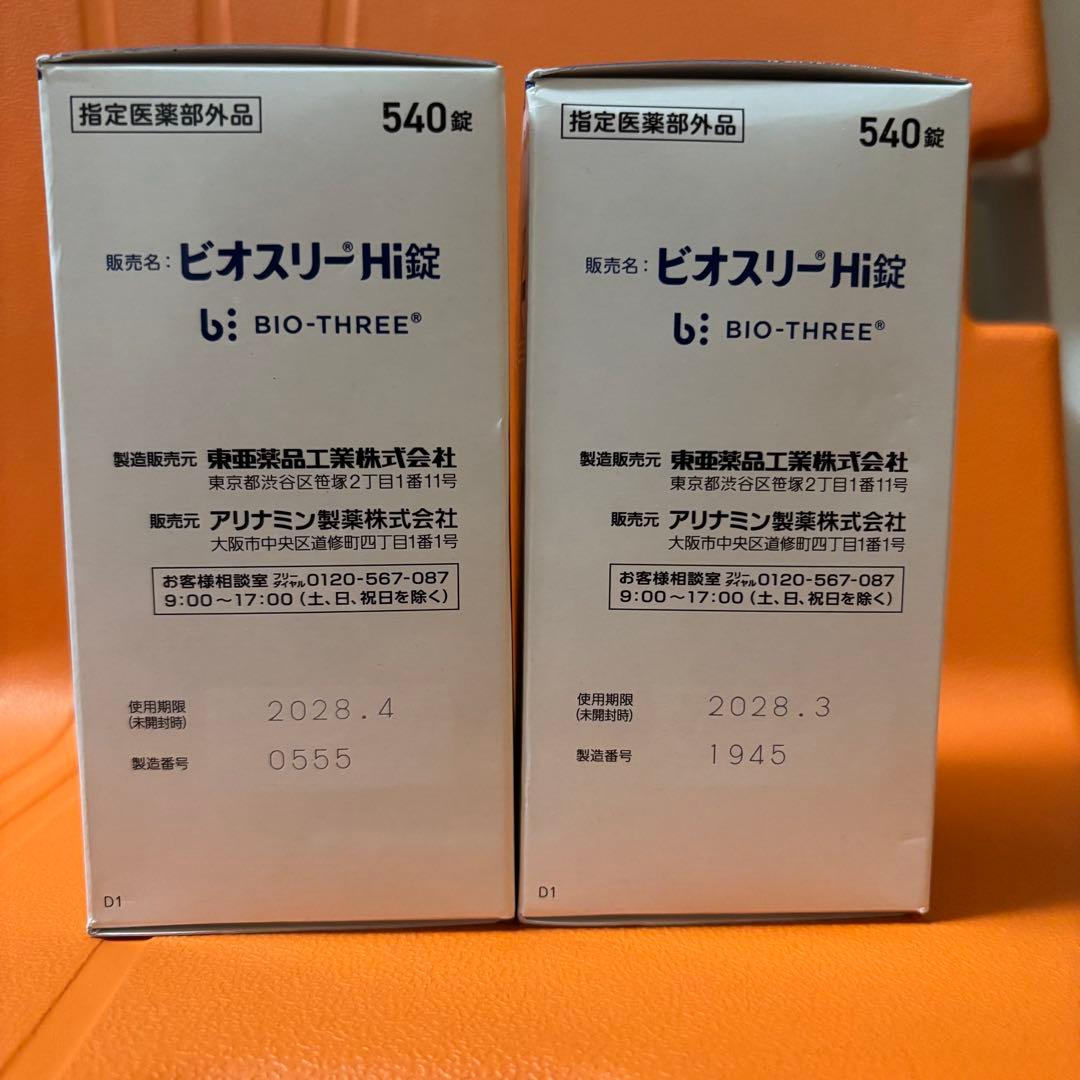 指定医薬部外品 540錠
販売名:ビオスリー®Hi錠
BIO-THREE®
製造販売元 東亜薬品工業株式会社
東京都渋谷区笹塚2丁目1番11号
販売元 アリナミン製薬株式会社
大阪市中央区道修町四丁目1番1号
お客様相談室 フリーダイヤル 0120-567-087
9:00~17:00(土、日、祝日を除く)
使用期限 2028.4
(未開封時)
製造番号 0555
D1
指定医薬部外品 540錠
販売名:ビオスリー®Hi錠
BIO-THREE®
製造販売元 東亜薬品工業株式会社
東京都渋谷区笹塚2丁目1番11号
販売元 アリナミン製薬株式会社
大阪市中央区道修町四丁目1番1号
お客様相談室 フリーダイヤル 0120-567-087
9:00~17:00(土、日、祝日を除く)
使用期限 2028.3
(未開封時)
製造番号 1945
D1